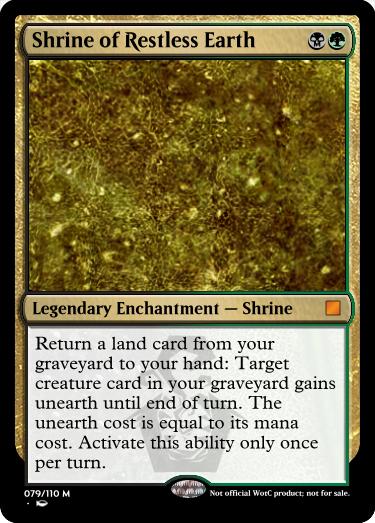 Shrine of Restless Earth
Legendary Enchantment — Shrine
Return a land card from your
graveyard to your hand: Target
creature card in your graveyard gains
unearth until end of turn. The
unearth cost is equal to its mana
cost. Activate this ability only once
per turn.
079/110 M
Not official WotC product; not for sale.